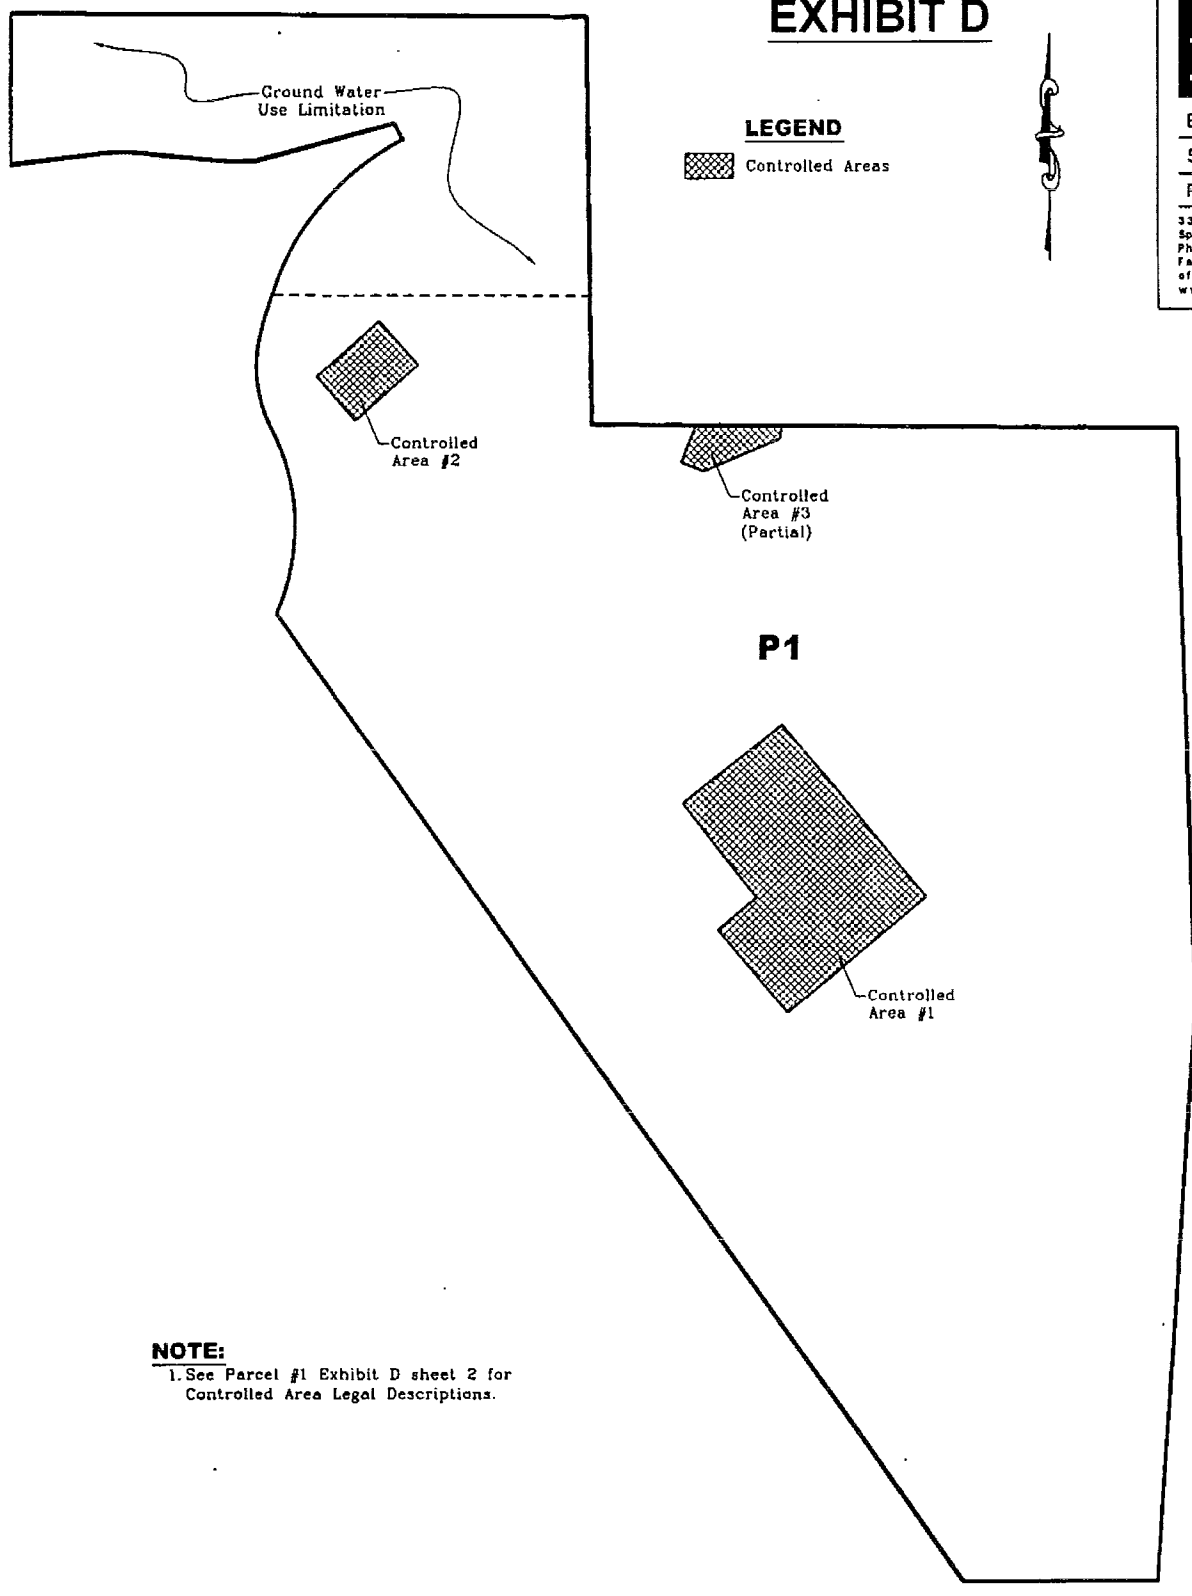 EXHIBIT D
Ground Water
Use Limitation
LEGEND
Controlled Areas
Controlled
Area #2
Controlled
Area #3
(Partial)
P1
Controlled
Area #1
NOTE:
1. See Parcel #1 Exhibit D sheet 2 for
Controlled Area Legal Descriptions.